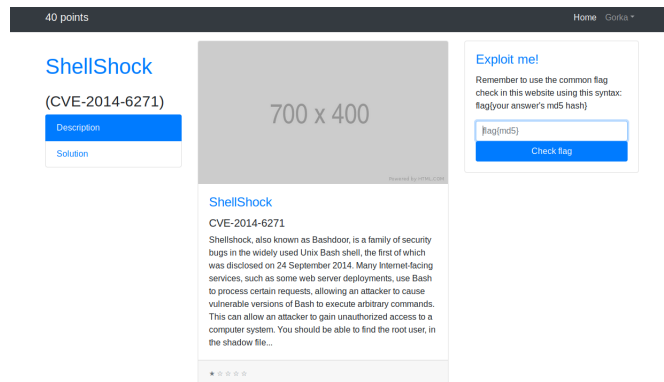 40 points
Home Gorka
ShellShock
(CVE-2014-6271)
Description
Solution
700 x 400
Powered by HTML.COM
ShellShock
CVE-2014-6271
Shellshock, also known as Bashdoor, is a family of security
bugs in the widely used Unix Bash shell, the first of which
was disclosed on 24 September 2014. Many Internet-facing
services, such as some web server deployments, use Bash
to process certain requests, allowing an attacker to cause
vulnerable versions of Bash to execute arbitrary commands.
This can allow an attacker to gain unauthorized access to a
computer system. You should be able to find the root user, in
the shadow file...
★ ☆ ☆ ☆ ☆
Exploit me!
Remember to use the common flag
check in this website using this syntax:
flag{your answer's md5 hash}
flag{md5}
Check flag